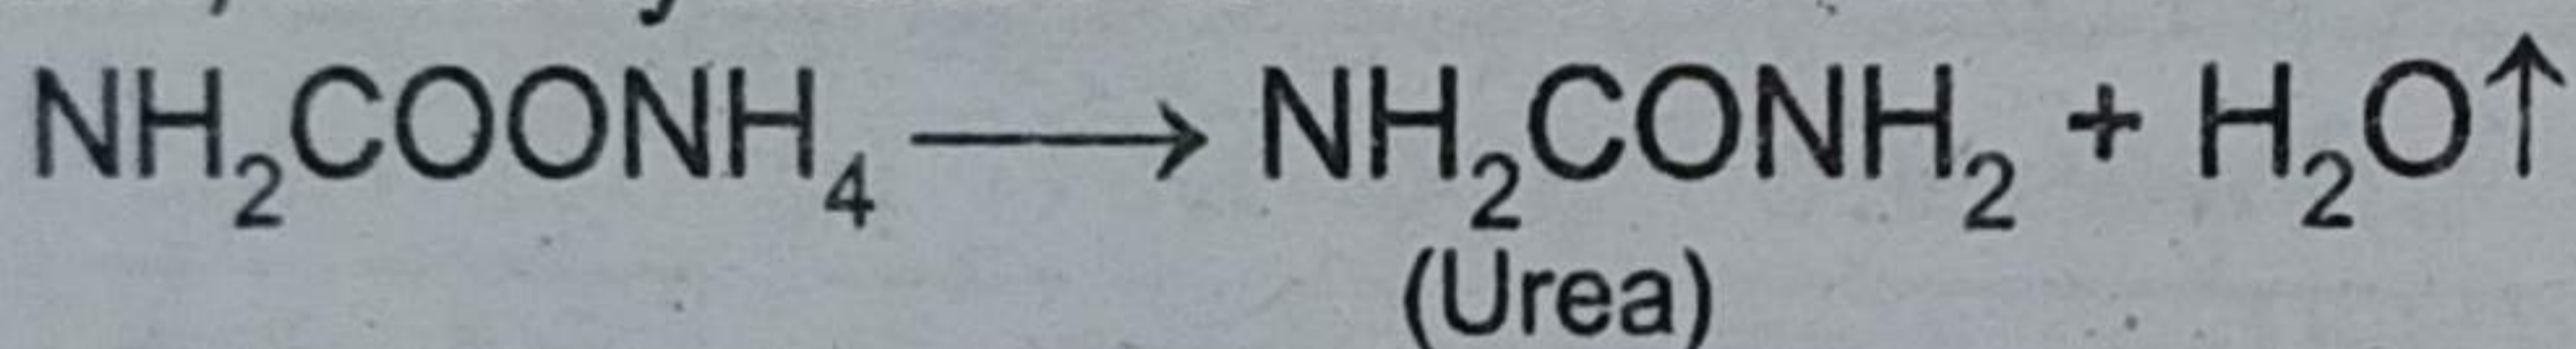 NH₂COONH₄ ⟶ NH₂CONH₂ + H₂O↑
(Urea)